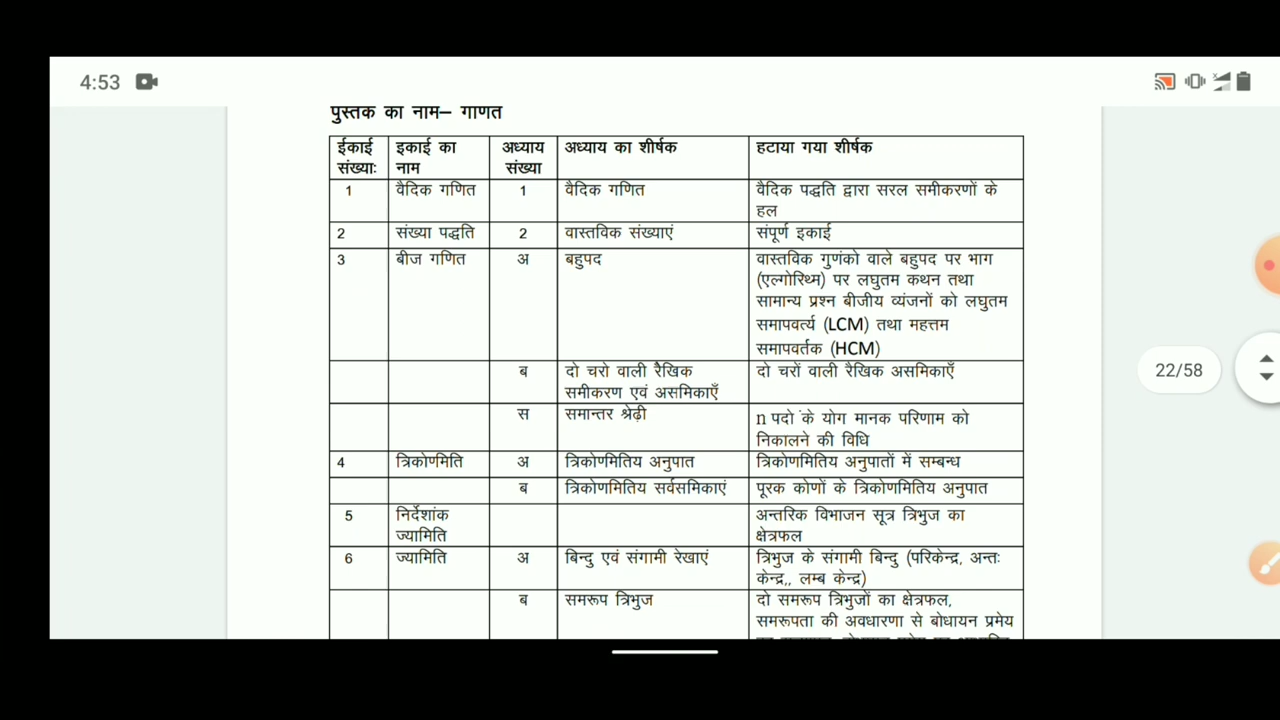 4:53
पुस्तक का नाम– गाणत
ईकाई संख्याः इकाई का नाम अध्याय संख्या अध्याय का शीर्षक हटाया गया शीर्षक
1 वैदिक गणित 1 वैदिक गणित वैदिक पद्धति द्वारा सरल समीकरणों के
हल
2 संख्या पद्धति 2 वास्तविक संख्याएं संपूर्ण इकाई
3 बीज गणित अ बहुपद वास्तविक गुणंको वाले बहुपद पर भाग
(एल्गोरिथ्म) पर लघुतम कथन तथा
सामान्य प्रश्न बीजीय व्यंजनों को लघुतम
समापवर्त्य (LCM) तथा महत्तम
समापवर्तक (HCM)
ब दो चरो वाली रैखिक समीकरण एवं असमिकाएँ दो चरों वाली रैखिक असमिकाएँ
स समान्तर श्रेढ़ी n पदो के योग मानक परिणाम को
निकालने की विधि
4 त्रिकोणमिति अ त्रिकोणमितिय अनुपात त्रिकोणमितिय अनुपातों में सम्बन्ध
ब त्रिकोणमितिय सर्वसमिकाएं पूरक कोणों के त्रिकोणमितिय अनुपात
5 निर्देशांक ज्यामिति अन्तरिक विभाजन सूत्र त्रिभुज का
क्षेत्रफल
6 ज्यामिति अ बिन्दु एवं संगामी रेखाएं त्रिभुज के संगामी बिन्दु (परिकेन्द्र, अन्तः
केन्द्र,, लम्ब केन्द्र)
ब समरूप त्रिभुज दो समरूप त्रिभुजों का क्षेत्रफल,
समरूपता की अवधारणा से बोधायन प्रमेय
22/58